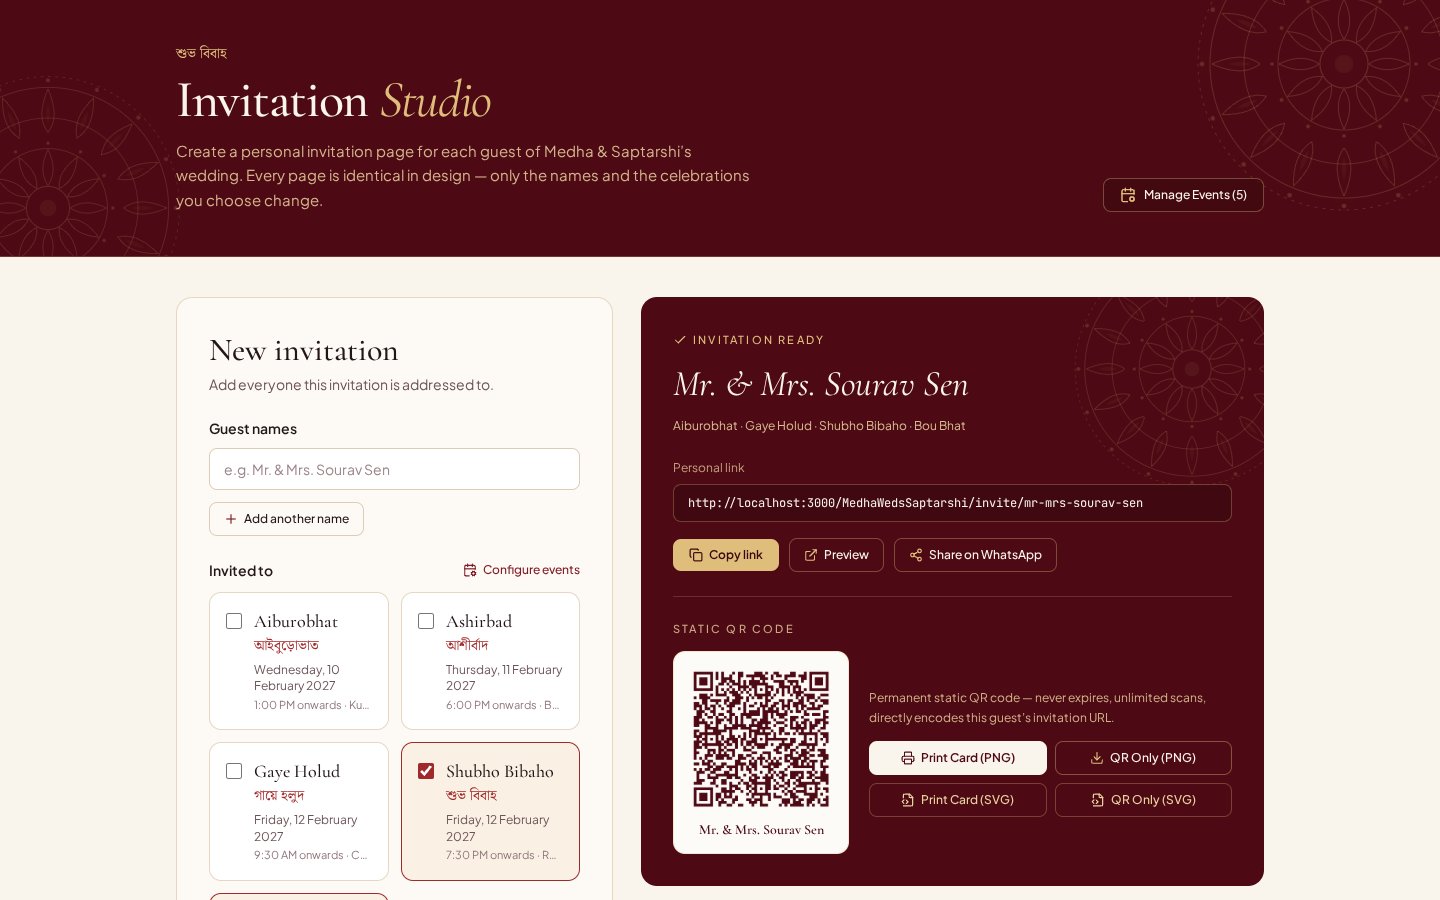 শুভ বিবাহ
Invitation Studio
Create a personal invitation page for each guest of Medha & Saptarshi's
wedding. Every page is identical in design — only the names and the celebrations
you choose change.
Manage Events (5)
New invitation
Add everyone this invitation is addressed to.
Guest names
e.g. Mr. & Mrs. Sourav Sen
Add another name
Invited to
Configure events
Aiburobhat
আইবুড়োভাত
Wednesday, 10
February 2027
1:00 PM onwards · Ku...
Ashirbad
আশীর্বাদ
Thursday, 11 February
2027
6:00 PM onwards · B...
Gaye Holud
গায়ে হলুদ
Friday, 12 February
2027
9:30 AM onwards · C...
Shubho Bibaho
শুভ বিবাহ
Friday, 12 February
2027
7:30 PM onwards · R...
INVITATION READY
Mr. & Mrs. Sourav Sen
Aiburobhat · Gaye Holud · Shubho Bibaho · Bou Bhat
Personal link
http://localhost:3000/MedhaWedsSaptarshi/invite/mr-mrs-sourav-sen
Copy link
Preview
Share on WhatsApp
STATIC QR CODE
Mr. & Mrs. Sourav Sen
Permanent static QR code — never expires, unlimited scans,
directly encodes this guest's invitation URL.
Print Card (PNG)
QR Only (PNG)
Print Card (SVG)
QR Only (SVG)